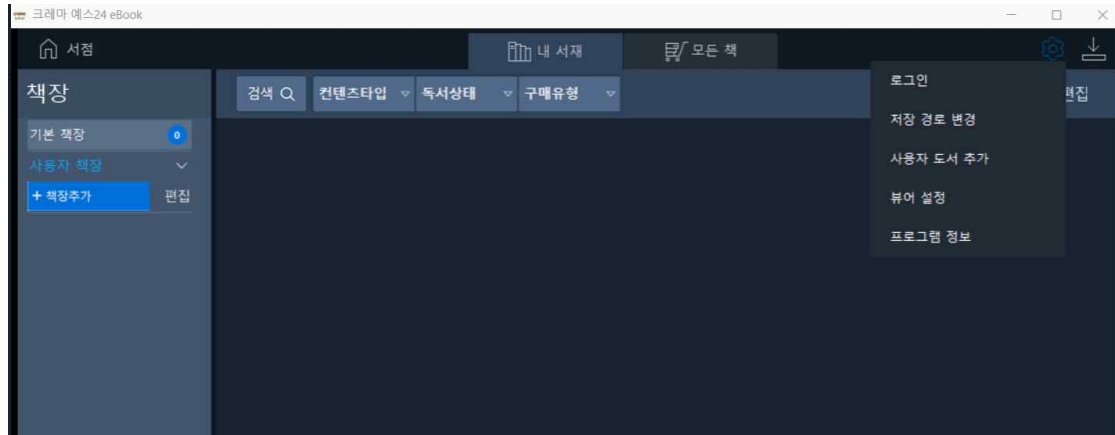 크레마 예스24 eBook
서점
내 서재
모든 책
책장
검색
컨텐츠타입
독서상태
구매유형
편집
기본 책장
0
사용자 책장
+ 책장추가
편집
로그인
저장 경로 변경
사용자 도서 추가
뷰어 설정
프로그램 정보